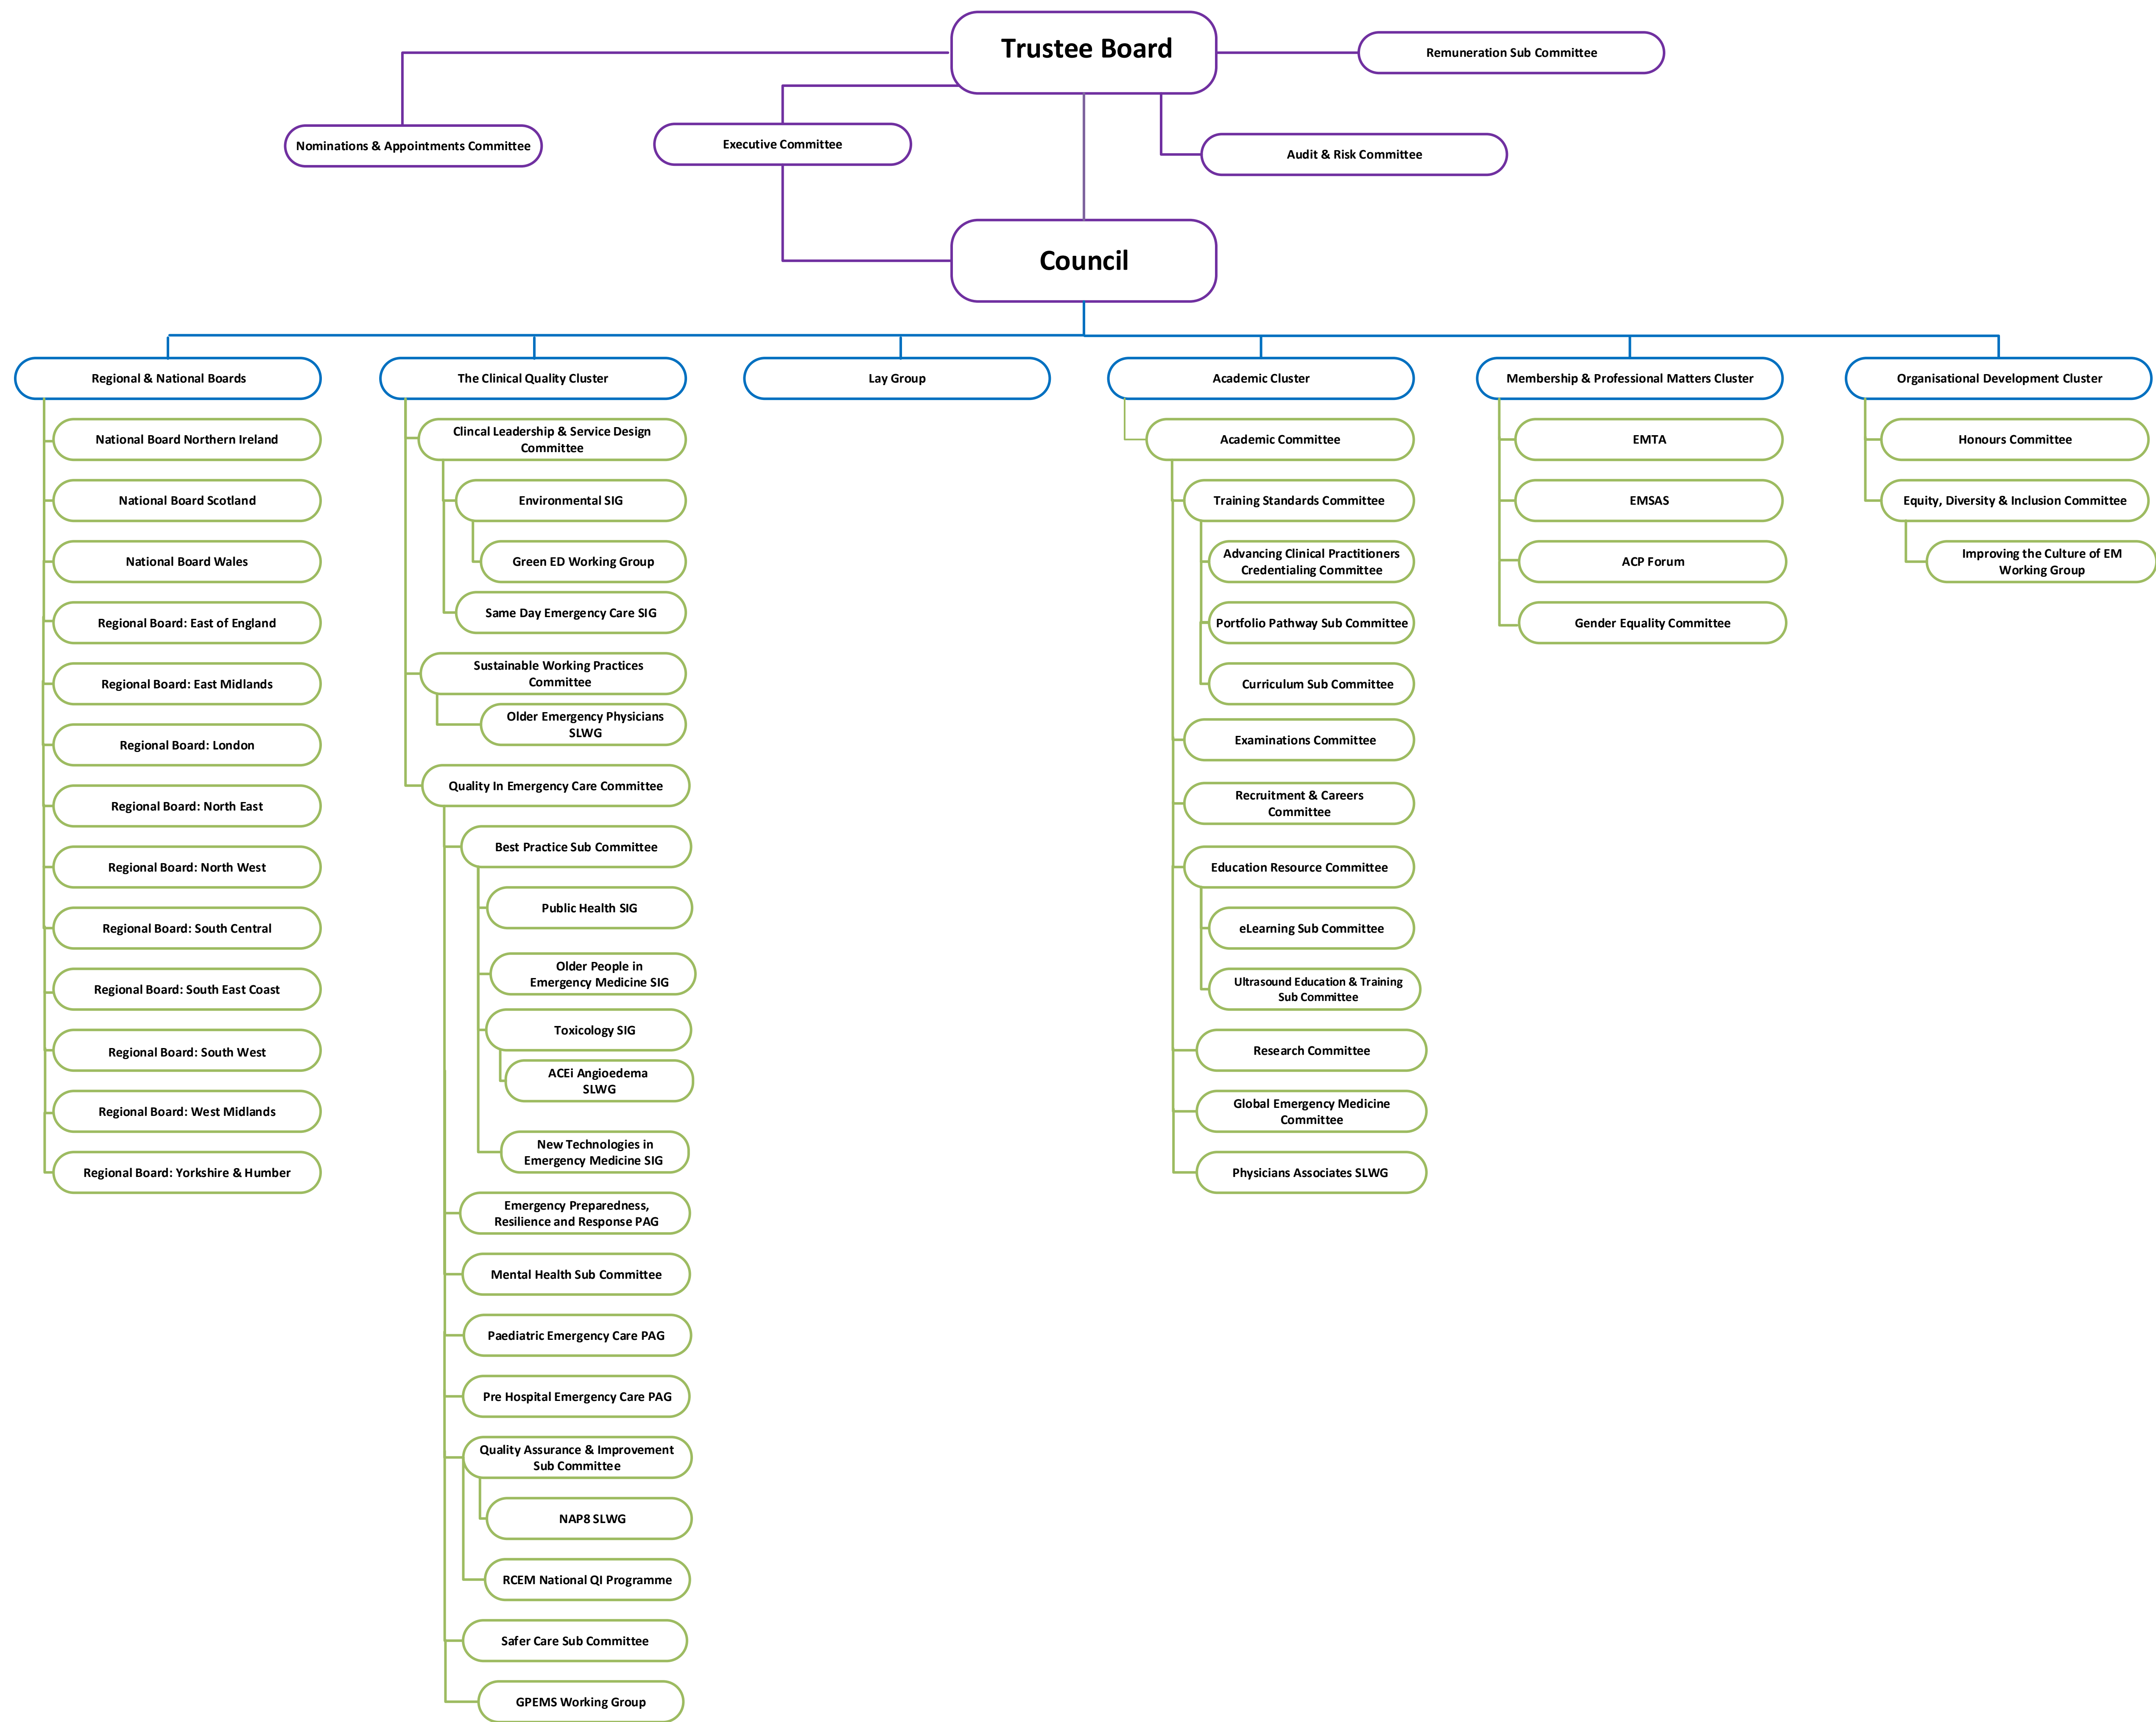 Trustee Board
Remuneration Sub Committee
Nominations & Appointments Committee
Executive Committee
Audit & Risk Committee
Council
Regional & National Boards
National Board Northern Ireland
National Board Scotland
National Board Wales
Regional Board: East of England
Regional Board: East Midlands
Regional Board: London
Regional Board: North East
Regional Board: North West
Regional Board: South Central
Regional Board: South East Coast
Regional Board: South West
Regional Board: West Midlands
Regional Board: Yorkshire & Humber
The Clinical Quality Cluster
Clincal Leadership & Service Design
Committee
Environmental SIG
Green ED Working Group
Same Day Emergency Care SIG
Sustainable Working Practices
Committee
Older Emergency Physicians
SLWG
Quality In Emergency Care Committee
Best Practice Sub Committee
Public Health SIG
Older People in
Emergency Medicine SIG
Toxicology SIG
ACEi Angioedema
SLWG
New Technologies in
Emergency Medicine SIG
Emergency Preparedness,
Resilience and Response PAG
Mental Health Sub Committee
Paediatric Emergency Care PAG
Pre Hospital Emergency Care PAG
Quality Assurance & Improvement
Sub Committee
NAP8 SLWG
RCEM National QI Programme
Safer Care Sub Committee
GPEMS Working Group
Lay Group
Academic Cluster
Academic Committee
Training Standards Committee
Advancing Clinical Practitioners
Credentialing Committee
Portfolio Pathway Sub Committee
Curriculum Sub Committee
Examinations Committee
Recruitment & Careers
Committee
Education Resource Committee
eLearning Sub Committee
Ultrasound Education & Training
Sub Committee
Research Committee
Global Emergency Medicine
Committee
Physicians Associates SLWG
Membership & Professional Matters Cluster
EMTA
EMSAS
ACP Forum
Gender Equality Committee
Organisational Development Cluster
Honours Committee
Equity, Diversity & Inclusion Committee
Improving the Culture of EM
Working Group